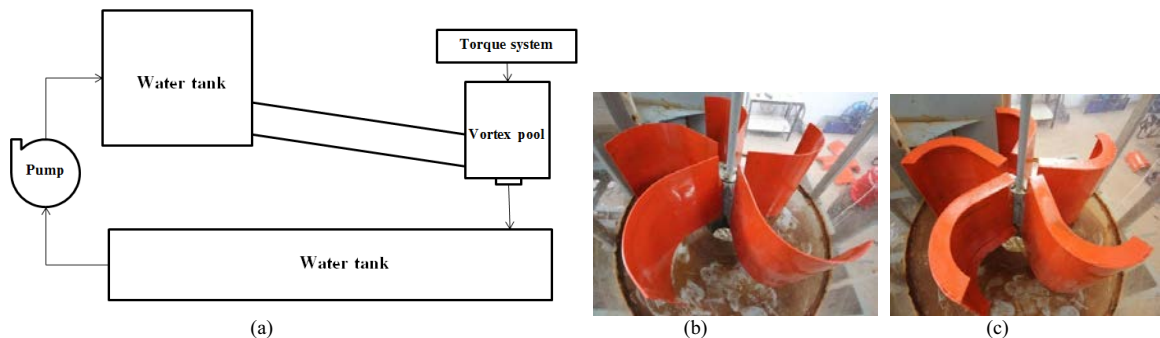 Torque system
Water tank
Vortex pool
Pump
Water tank
(a)
(b)
(c)